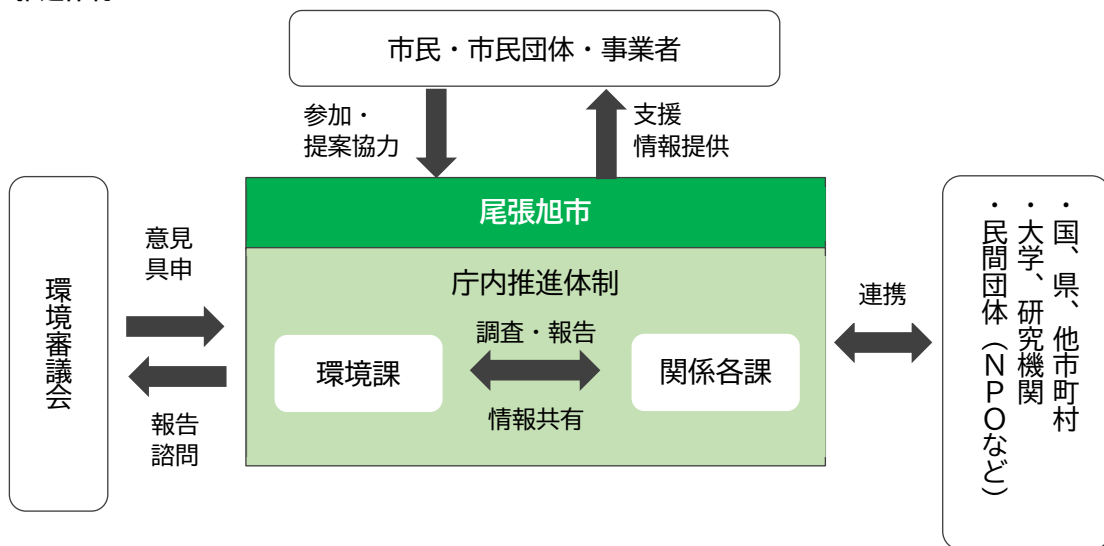 市民・市民団体・事業者
参加・
提案協力
支援
情報提供
尾張旭市
庁内推進体制
環境審議会
意見
具申
報告
諮問
環境課
調査・報告
情報共有
関係各課
連携
・国、県、他市町村
・大学、研究機関
・民間団体（ＮＰＯなど）